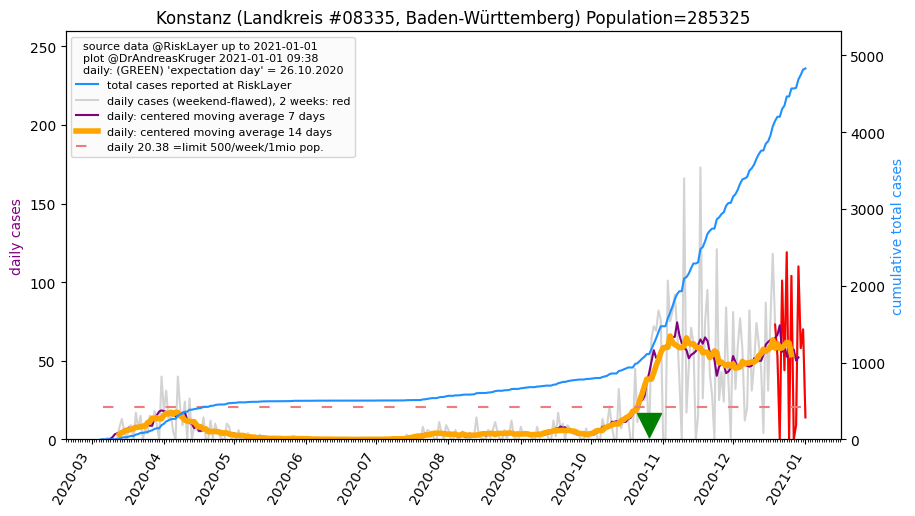 Konstanz (Landkreis #08335, Baden-Württemberg) Population=285325
source data @RiskLayer up to 2021-01-01
plot @DrAndreasKruger 2021-01-01 09:38
daily: (GREEN) 'expectation day' = 26.10.2020
total cases reported at RiskLayer
daily cases (weekend-flawed), 2 weeks: red
daily: centered moving average 7 days
daily: centered moving average 14 days
daily 20.38 =limit 500/week/1mio pop.
daily cases
250
200
150
100
50
0
cumulative total cases
5000
4000
3000
2000
1000
0
2020-03
2020-04
2020-05
2020-06
2020-07
2020-08
2020-09
2020-10
2020-11
2020-12
2021-01